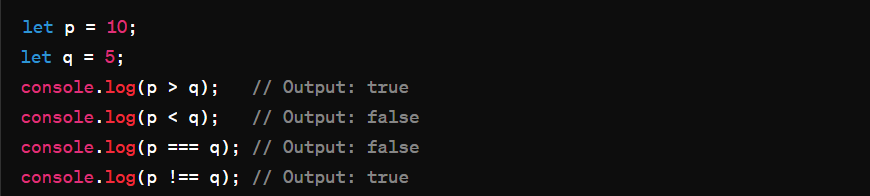 let p = 10;
let q = 5;
console.log(p > q);   // Output: true
console.log(p < q);   // Output: false
console.log(p === q); // Output: false
console.log(p !== q); // Output: true